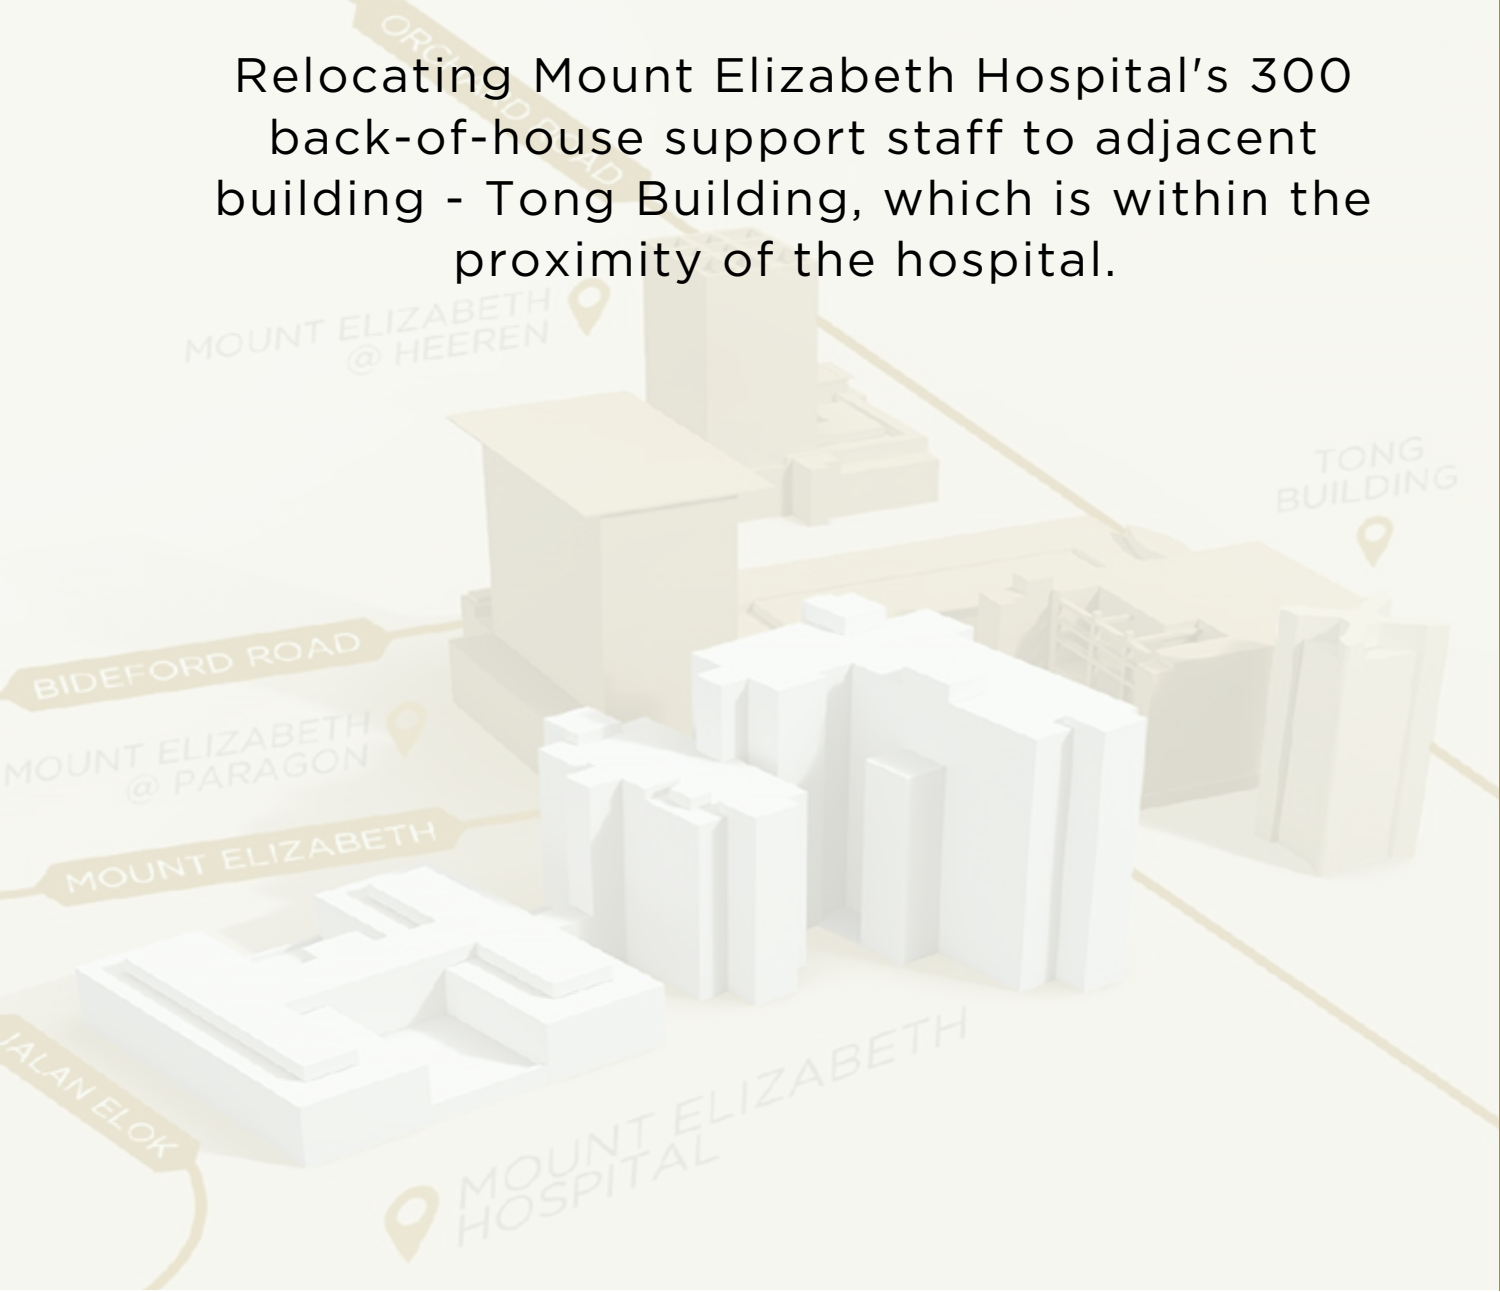 ORCHARD ROAD
Relocating Mount Elizabeth Hospital's 300
back-of-house support staff to adjacent
building - Tong Building, which is within the
proximity of the hospital.
MOUNT ELIZABETH
@ HEEREN
TONG
BUILDING
BIDEFORD ROAD
MOUNT ELIZABETH
@ PARAGON
MOUNT ELIZABETH
JALAN ELOK
MOUNT ELIZABETH
HOSPITAL